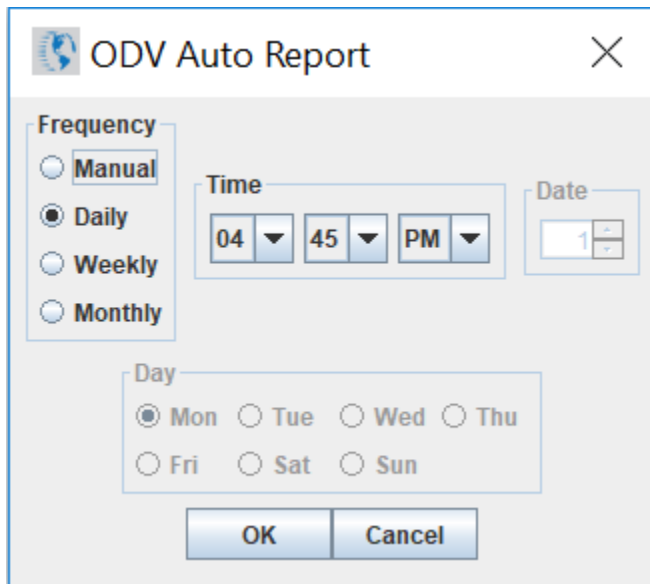 ODV Auto Report
Frequency
Manual
Daily
Weekly
Monthly
Time
04 45 PM
Date
1
Day
Mon Tue Wed Thu
Fri Sat Sun
OK Cancel